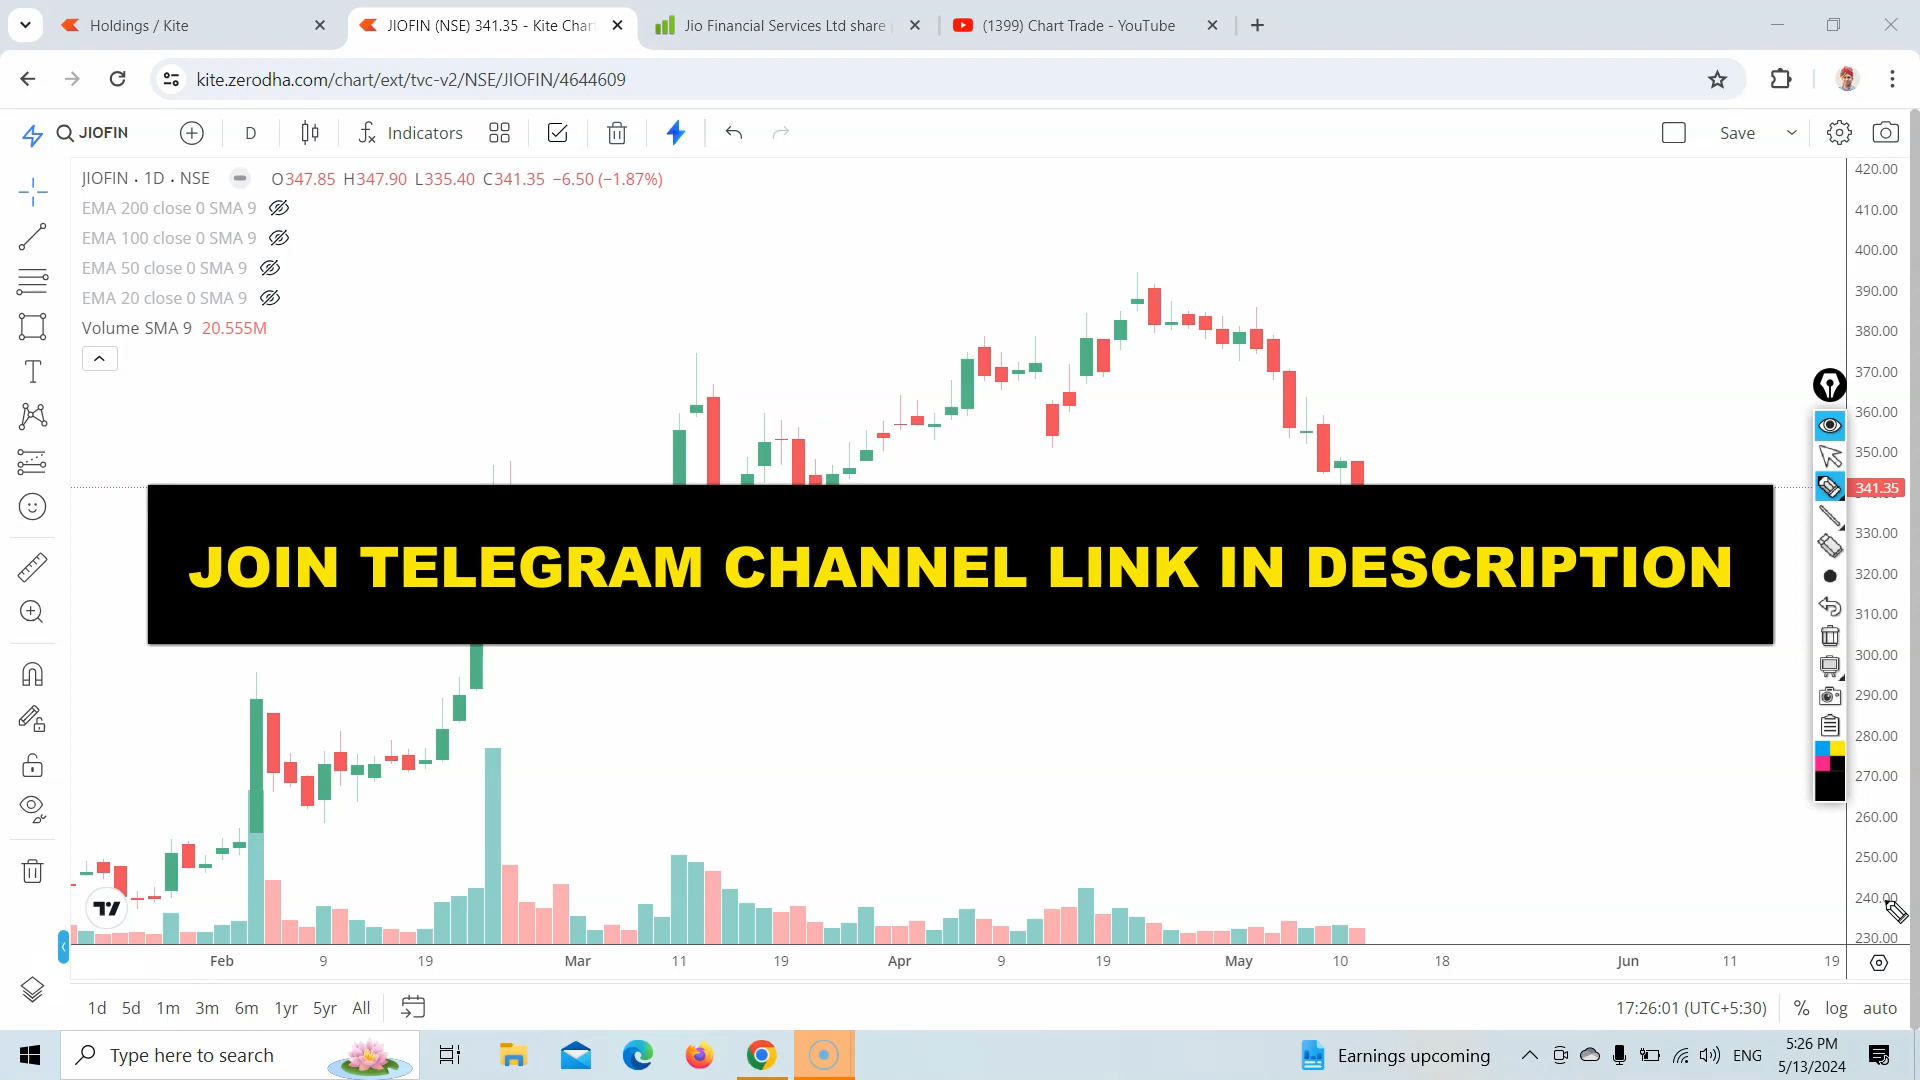 Holdings / Kite
JIOFIN (NSE) 341.35 - Kite Chart
Jio Financial Services Ltd share
(1399) Chart Trade - YouTube
kite.zerodha.com/chart/ext/tvc-v2/NSE/JIOFIN/4644609
JIOFIN
D
Indicators
Save
JIOFIN · 1D · NSE
O347.85 H347.90 L335.40 C341.35 −6.50 (−1.87%)
EMA 200 close 0 SMA 9
EMA 100 close 0 SMA 9
EMA 50 close 0 SMA 9
EMA 20 close 0 SMA 9
Volume SMA 9 20.555M
420.00
410.00
400.00
390.00
380.00
370.00
360.00
350.00
341.35
330.00
320.00
310.00
300.00
290.00
280.00
270.00
260.00
250.00
240.00
230.00
JOIN TELEGRAM CHANNEL LINK IN DESCRIPTION
Feb 9 19 Mar 11 19 Apr 9 19 May 10 18 Jun 11 19
1d 5d 1m 3m 6m 1yr 5yr All
17:26:01 (UTC+5:30) % log auto
Type here to search
Earnings upcoming
ENG
5:26 PM
5/13/2024